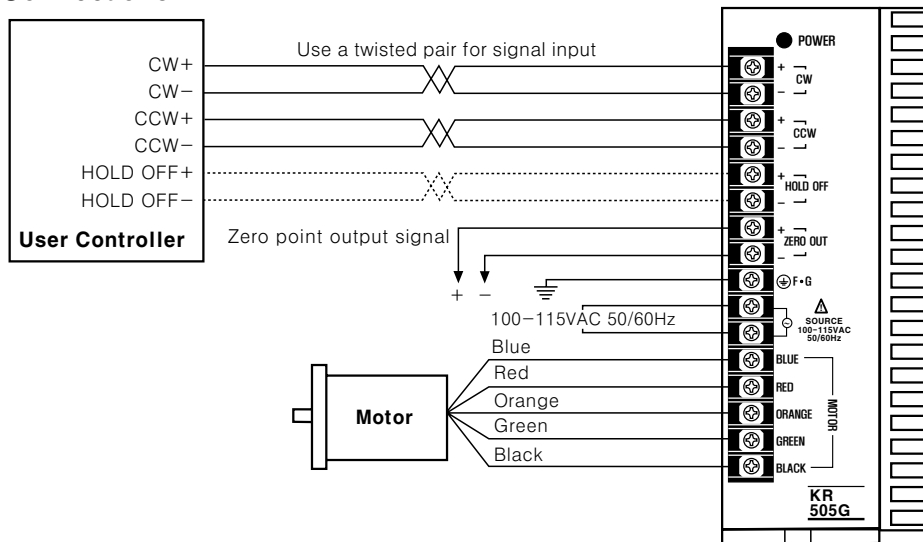 Use a twisted pair for signal input
CW+
CW−
CCW+
CCW−
HOLD OFF+
HOLD OFF−
User Controller
Zero point output signal
+ −
100−115VAC 50/60Hz
Blue
Red
Orange
Green
Black
Motor
POWER
+
CW
−
+
CCW
−
+
HOLD OFF
−
+
ZERO OUT
−
F•G
SOURCE
100-115VAC
50/60Hz
BLUE
RED
ORANGE
GREEN
BLACK
MOTOR
KR
505G